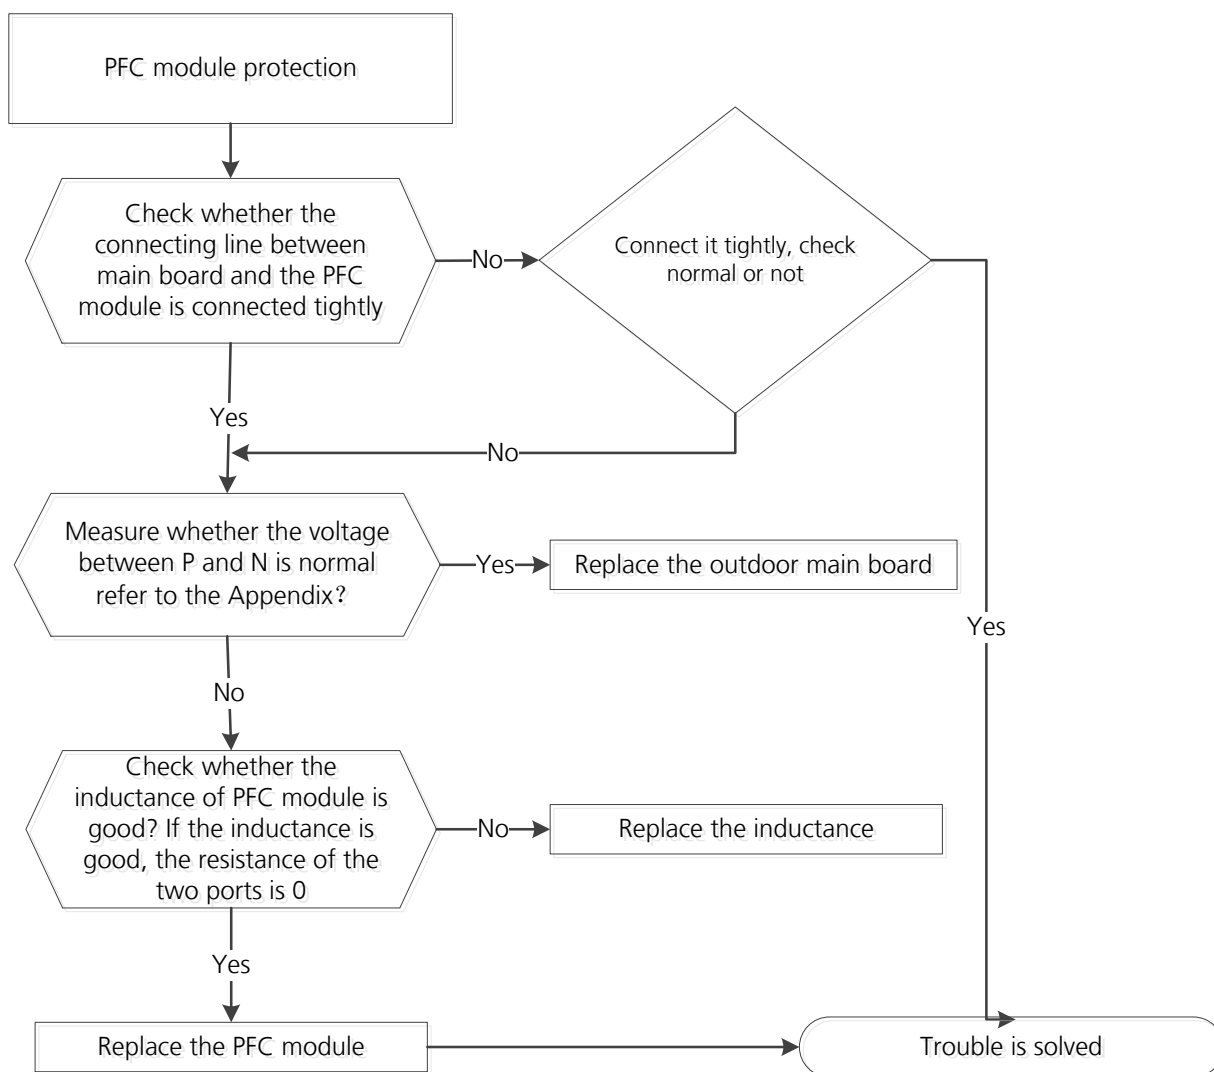 PFC module protection
Check whether the
connecting line between
main board and the PFC
module is connected tightly
No
Connect it tightly, check
normal or not
Yes
No
Measure whether the voltage
between P and N is normal
refer to the Appendix？
Yes
Replace the outdoor main board
Yes
No
Check whether the
inductance of PFC module is
good? If the inductance is
good, the resistance of the
two ports is 0
No
Replace the inductance
Yes
Replace the PFC module
Trouble is solved